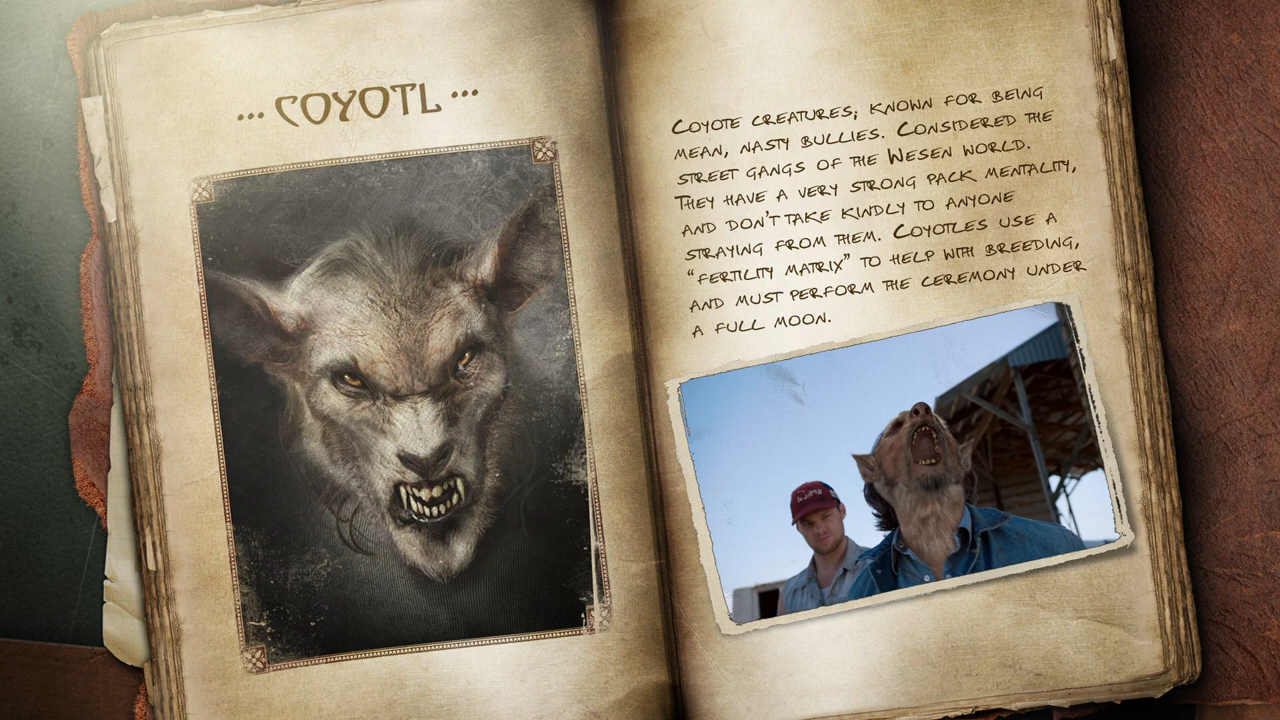 ... COYOTL ...
COYOTE CREATURES; KNOWN FOR BEING
MEAN, NASTY BULLIES. CONSIDERED THE
STREET GANGS OF THE WESEN WORLD.
THEY HAVE A VERY STRONG PACK MENTALITY,
AND DON'T TAKE KINDLY TO ANYONE
STRAYING FROM THEM. COYOTLES USE A
"FERTILITY MATRIX" TO HELP WITH BREEDING,
AND MUST PERFORM THE CEREMONY UNDER
A FULL MOON.